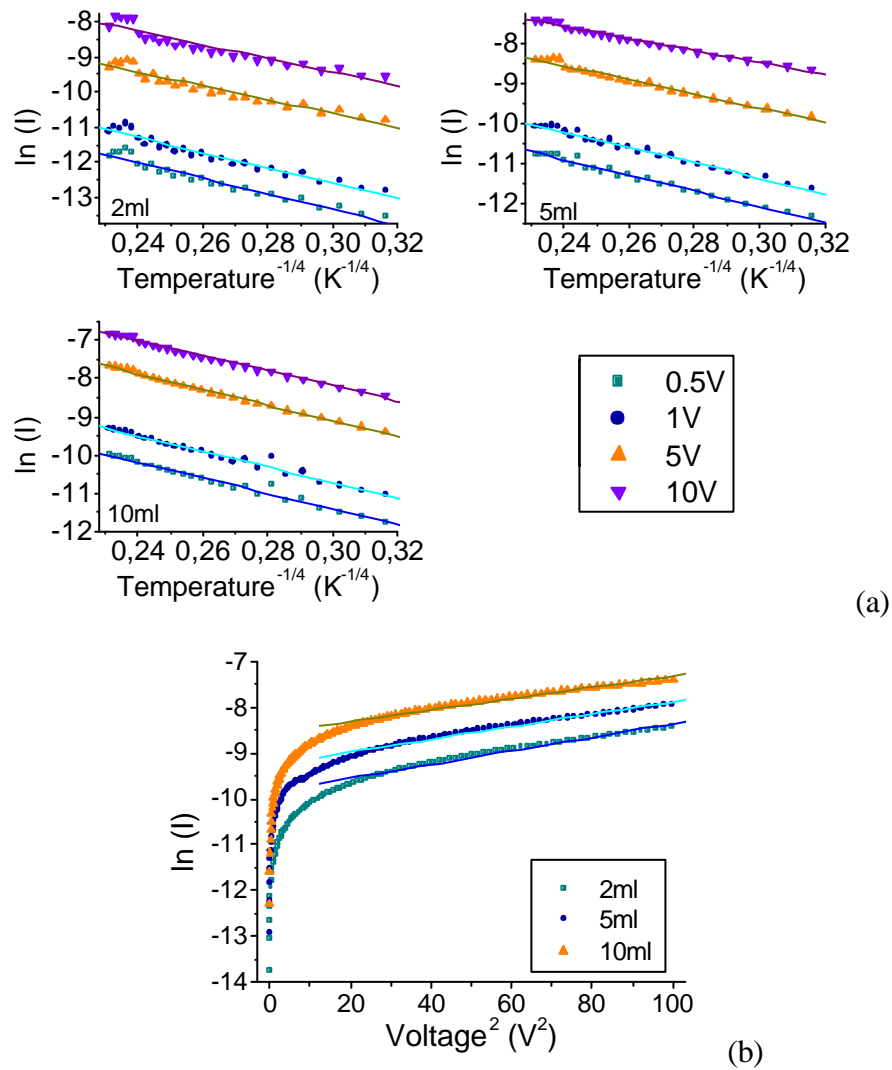 -8
-9
-10
-11
-12
-13
ln (I)
2ml
0,24 0,26 0,28 0,30 0,32
Temperature-1/4 (K-1/4)
-8
-9
-10
-11
-12
ln (I)
5ml
0,24 0,26 0,28 0,30 0,32
Temperature-1/4 (K-1/4)
-7
-8
-9
-10
-11
-12
ln (I)
10ml
0,24 0,26 0,28 0,30 0,32
Temperature-1/4 (K-1/4)
0.5V
1V
5V
10V
(a)
-7
-8
-9
-10
-11
-12
-13
-14
ln (I)
2ml
5ml
10ml
0 20 40 60 80 100
Voltage2 (V2)
(b)